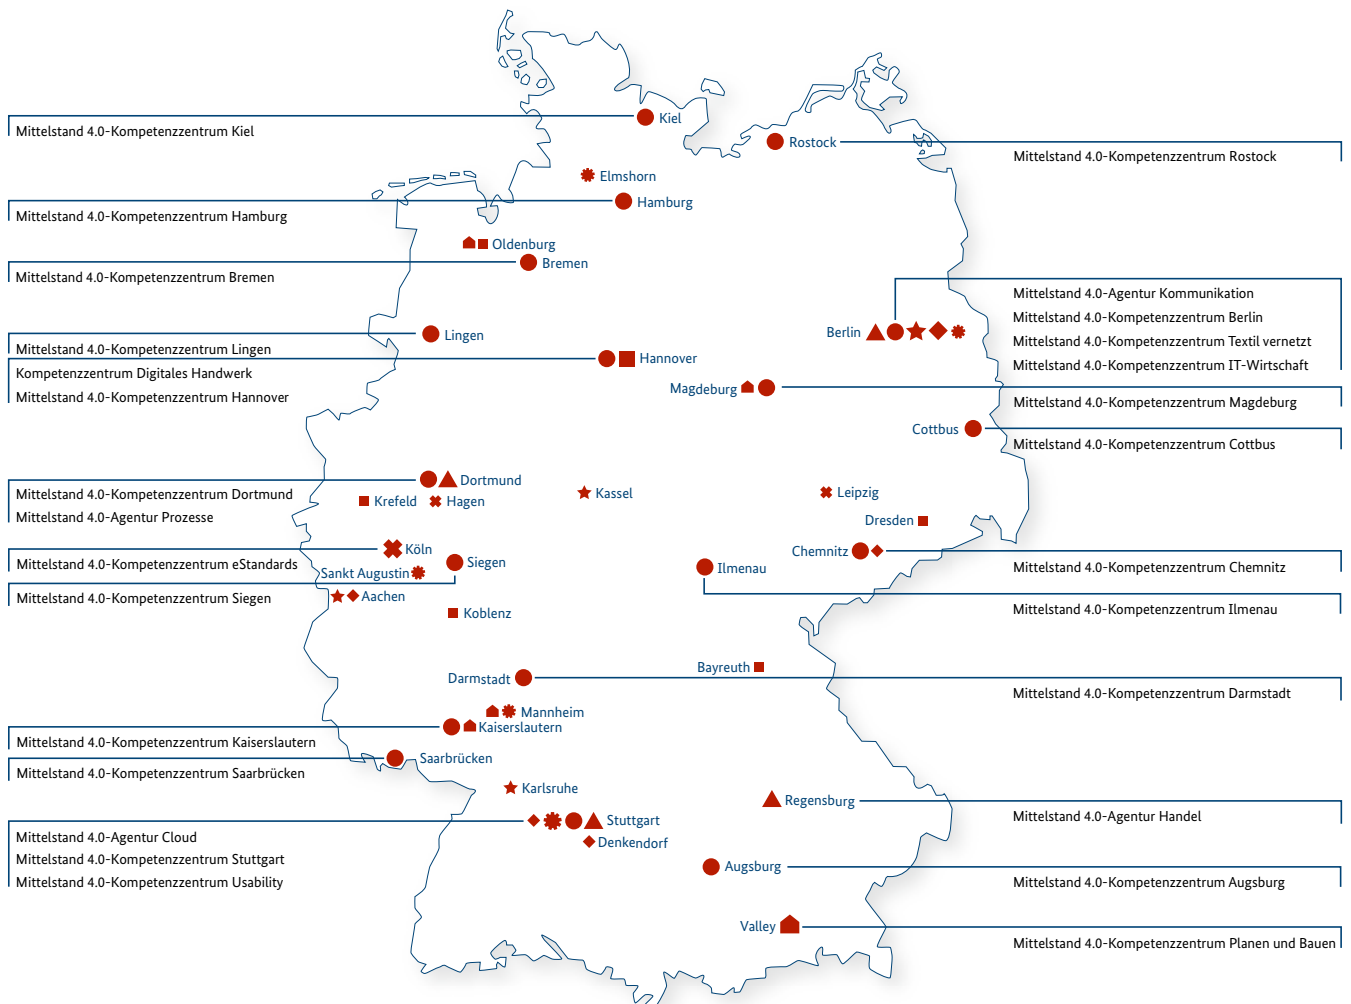 Kiel
Mittelstand 4.0-Kompetenzzentrum Kiel
Rostock
Mittelstand 4.0-Kompetenzzentrum Rostock
Elmshorn
Hamburg
Mittelstand 4.0-Kompetenzzentrum Hamburg
Oldenburg
Bremen
Mittelstand 4.0-Kompetenzzentrum Bremen
Mittelstand 4.0-Agentur Kommunikation
Mittelstand 4.0-Kompetenzzentrum Berlin
Mittelstand 4.0-Kompetenzzentrum Textil vernetzt
Mittelstand 4.0-Kompetenzzentrum IT-Wirtschaft
Berlin
Lingen
Mittelstand 4.0-Kompetenzzentrum Lingen
Hannover
Kompetenzzentrum Digitales Handwerk
Mittelstand 4.0-Kompetenzzentrum Hannover
Magdeburg
Mittelstand 4.0-Kompetenzzentrum Magdeburg
Cottbus
Mittelstand 4.0-Kompetenzzentrum Cottbus
Dortmund
Mittelstand 4.0-Kompetenzzentrum Dortmund
Mittelstand 4.0-Agentur Prozesse
Krefeld
Hagen
Kassel
Leipzig
Dresden
Köln
Mittelstand 4.0-Kompetenzzentrum eStandards
Siegen
Sankt Augustin
Mittelstand 4.0-Kompetenzzentrum Siegen
Aachen
Koblenz
Chemnitz
Mittelstand 4.0-Kompetenzzentrum Chemnitz
Ilmenau
Mittelstand 4.0-Kompetenzzentrum Ilmenau
Bayreuth
Darmstadt
Mittelstand 4.0-Kompetenzzentrum Darmstadt
Mannheim
Kaiserslautern
Mittelstand 4.0-Kompetenzzentrum Kaiserslautern
Saarbrücken
Mittelstand 4.0-Kompetenzzentrum Saarbrücken
Karlsruhe
Regensburg
Mittelstand 4.0-Agentur Handel
Stuttgart
Denkendorf
Mittelstand 4.0-Agentur Cloud
Mittelstand 4.0-Kompetenzzentrum Stuttgart
Mittelstand 4.0-Kompetenzzentrum Usability
Augsburg
Mittelstand 4.0-Kompetenzzentrum Augsburg
Valley
Mittelstand 4.0-Kompetenzzentrum Planen und Bauen